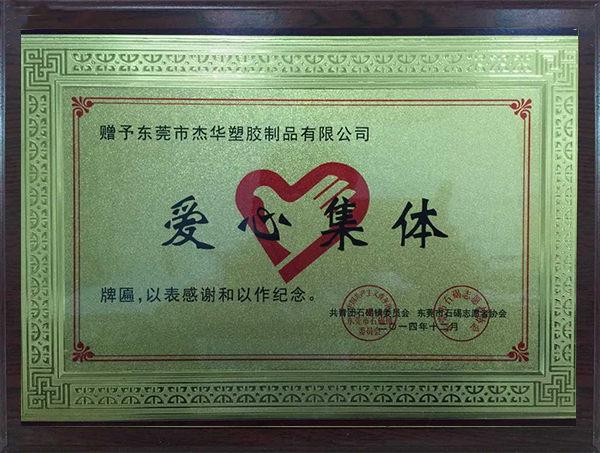 赠予东莞市杰华塑胶制品有限公司
爱心集体
牌匾,以表感谢和以作纪念。
共青团石碣镇委员会 东莞市石碣志愿者协会
二〇一四年十二月